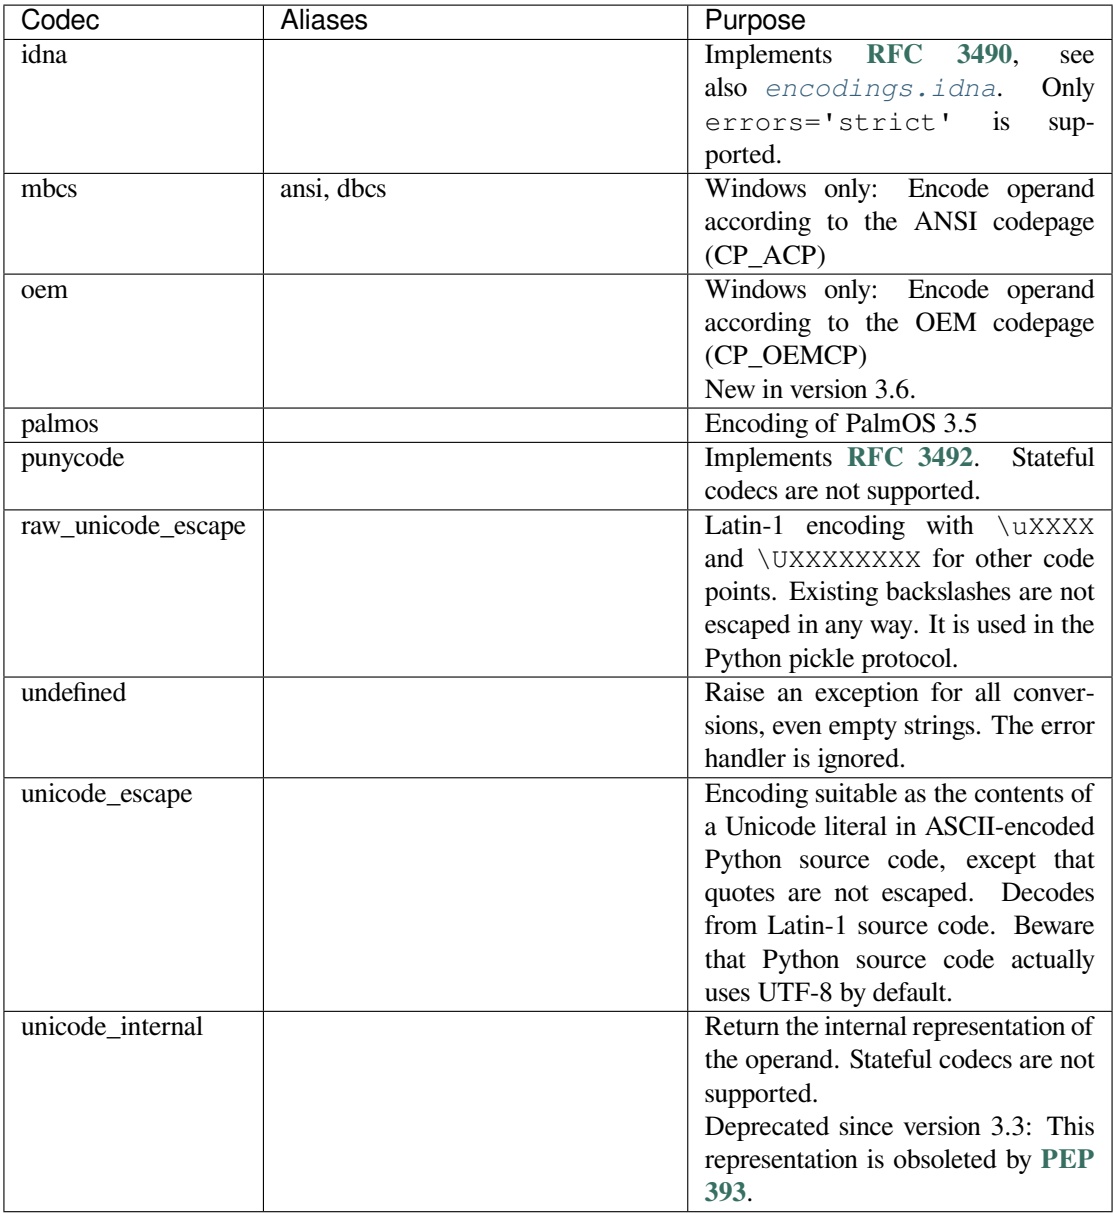 Codec Aliases Purpose
idna Implements RFC 3490, see
also encodings.idna. Only
errors='strict' is sup-
ported.
mbcs ansi, dbcs Windows only: Encode operand
according to the ANSI codepage
(CP_ACP)
oem Windows only: Encode operand
according to the OEM codepage
(CP_OEMCP)
New in version 3.6.
palmos Encoding of PalmOS 3.5
punycode Implements RFC 3492. Stateful
codecs are not supported.
raw_unicode_escape Latin-1 encoding with \uXXXX
and \UXXXXXXXX for other code
points. Existing backslashes are not
escaped in any way. It is used in the
Python pickle protocol.
undefined Raise an exception for all conver-
sions, even empty strings. The error
handler is ignored.
unicode_escape Encoding suitable as the contents of
a Unicode literal in ASCII-encoded
Python source code, except that
quotes are not escaped. Decodes
from Latin-1 source code. Beware
that Python source code actually
uses UTF-8 by default.
unicode_internal Return the internal representation of
the operand. Stateful codecs are not
supported.
Deprecated since version 3.3: This
representation is obsoleted by PEP
393.